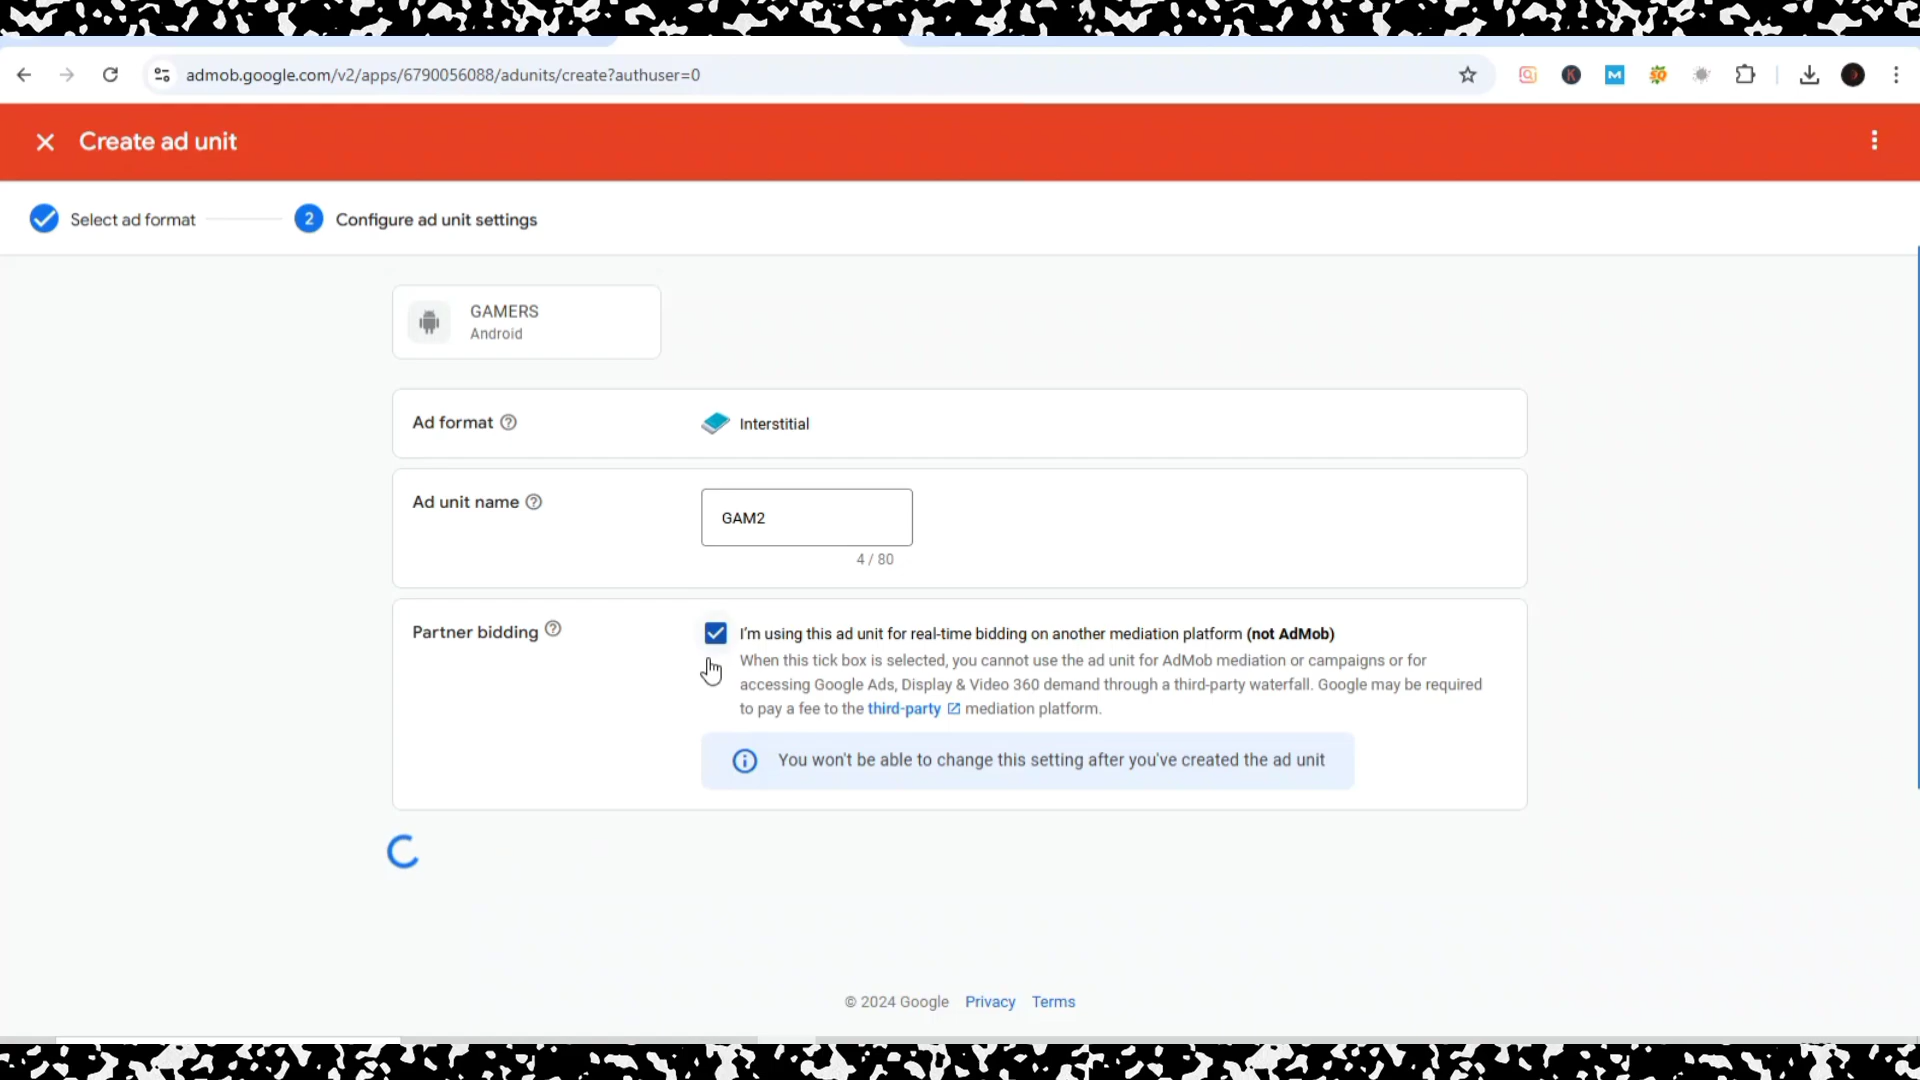 admob.google.com/v2/apps/6790056088/adunits/create?authuser=0
Create ad unit
Select ad format
2 Configure ad unit settings
GAMERS
Android
Ad format
Interstitial
Ad unit name
GAM2
4 / 80
Partner bidding
I'm using this ad unit for real-time bidding on another mediation platform (not AdMob)
When this tick box is selected, you cannot use the ad unit for AdMob mediation or campaigns or for
accessing Google Ads, Display & Video 360 demand through a third-party waterfall. Google may be required
to pay a fee to the third-party mediation platform.
You won't be able to change this setting after you've created the ad unit
© 2024 Google Privacy Terms